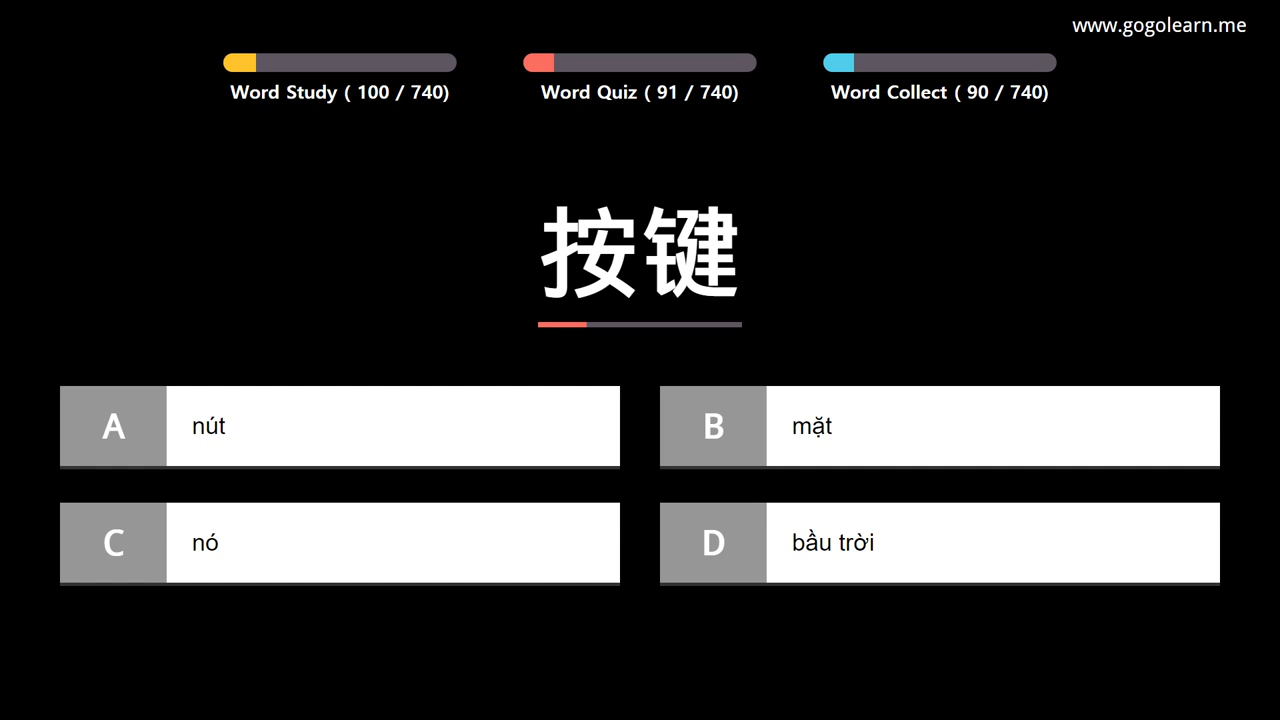 www.gogolearn.me
Word Study ( 100 / 740)
Word Quiz ( 91 / 740)
Word Collect ( 90 / 740)
按键
A nút
B mặt
C nó
D bầu trời